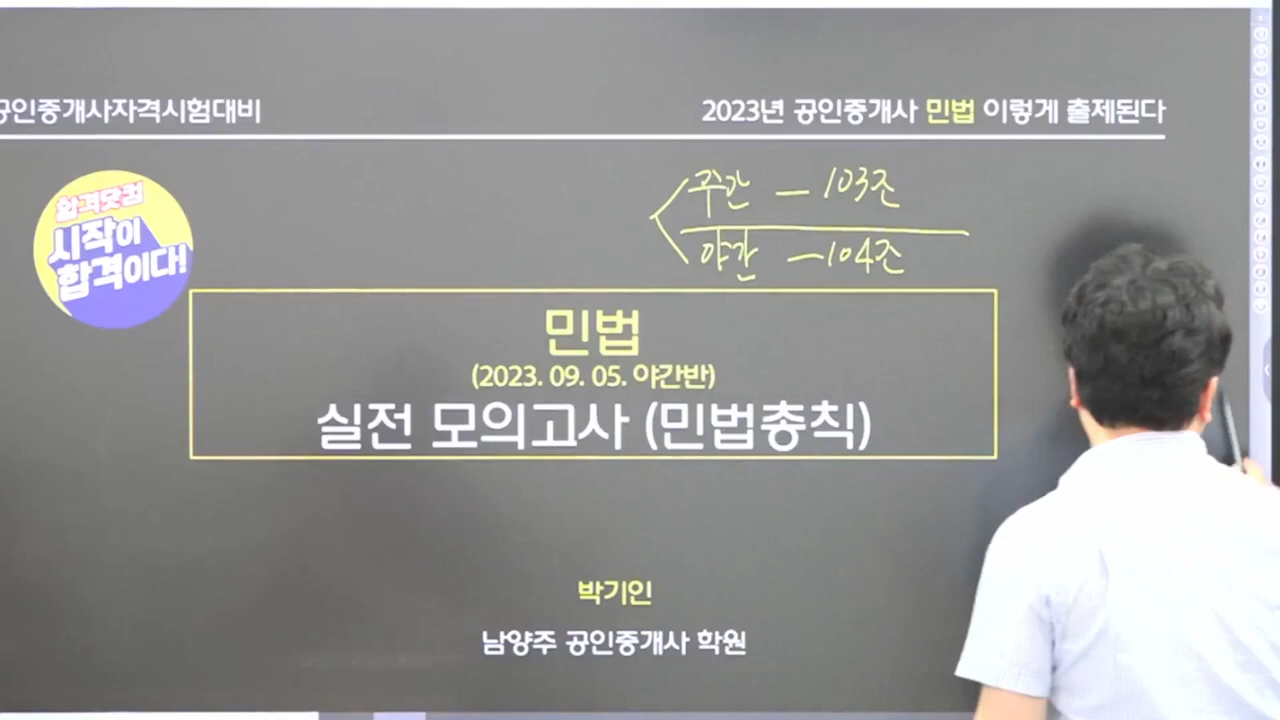 공인중개사자격시험대비
2023년 공인중개사 민법 이렇게 출제된다
합격닷컴
시작이
합격이다!
주간 — 103조
야간 — 104조
민법
(2023. 09. 05. 야간반)
실전 모의고사 (민법총칙)
박기인
남양주 공인중개사 학원